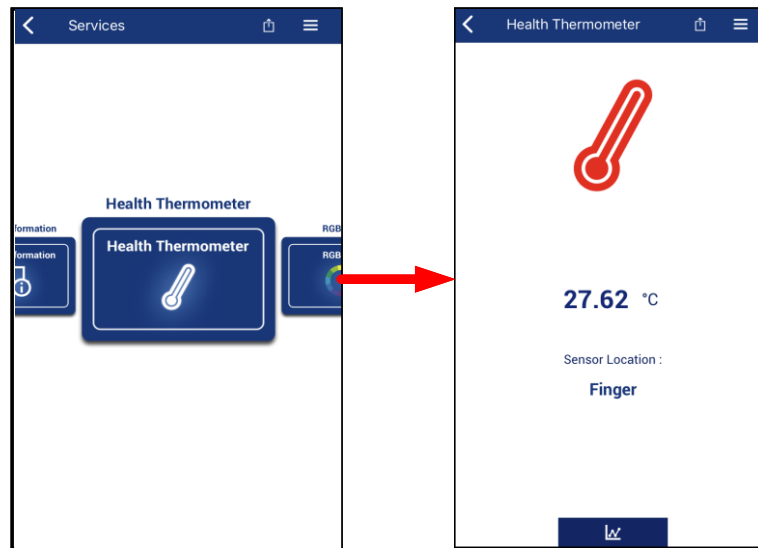 Services
Health Thermometer
formation
RGB
Health Thermometer
formation
RGB
Health Thermometer
27.62 °C
Sensor Location :
Finger